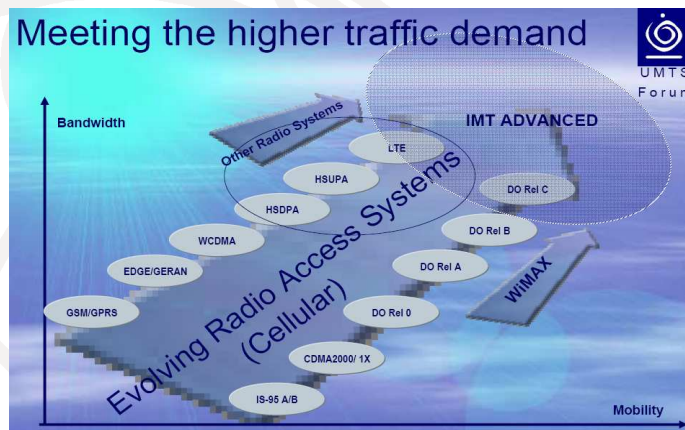 Meeting the higher traffic demand
UMTS
Forum
Bandwidth
Other Radio Systems
IMT ADVANCED
LTE
HSUPA
DO Rel C
HSDPA
DO Rel B
WCDMA
DO Rel A
EDGE/GERAN
WiMAX
GSM/GPRS
DO Rel 0
Evolving Radio Access Systems
(Cellular)
CDMA2000/ 1X
IS-95 A/B
Mobility